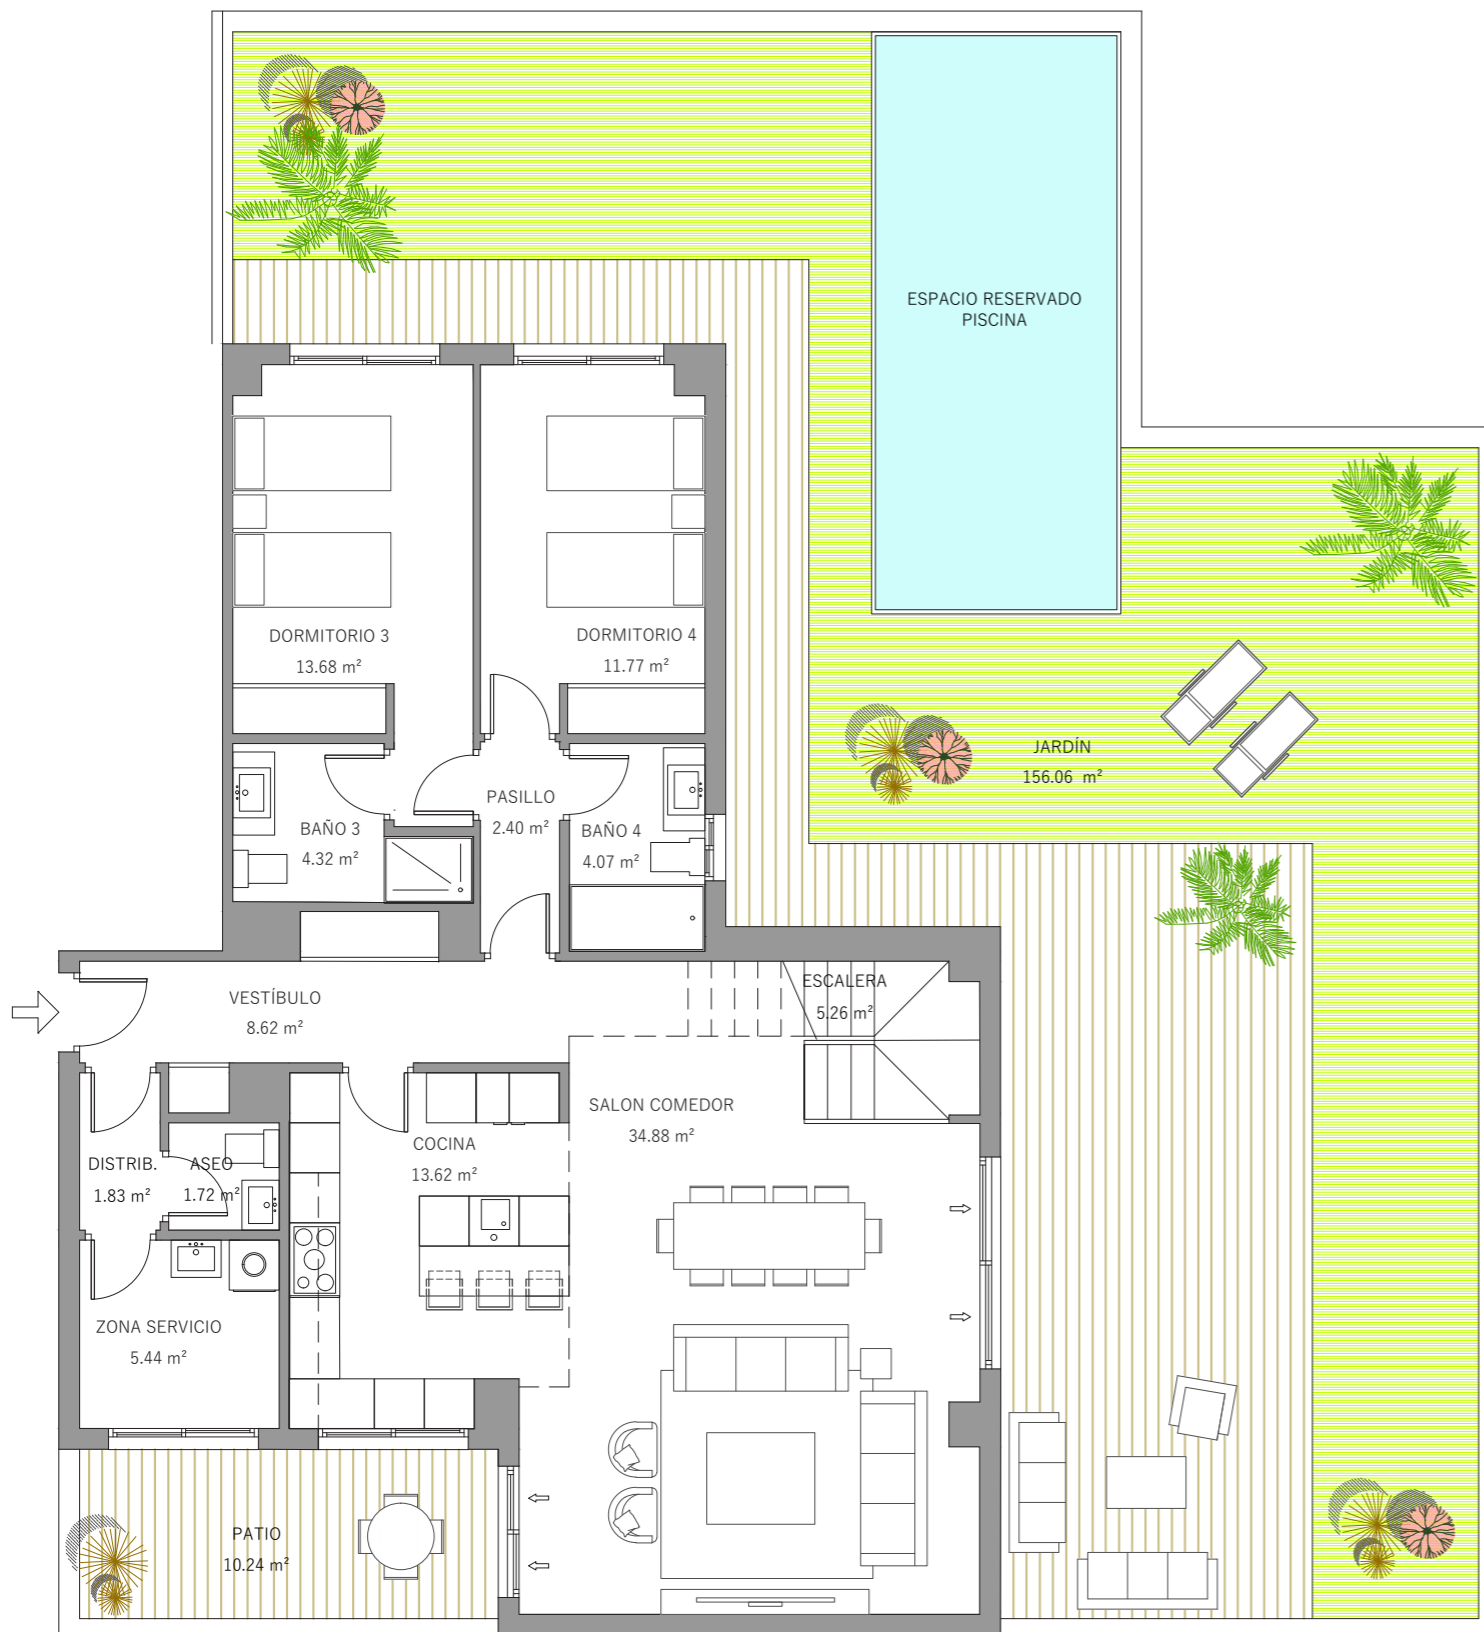 ESPACIO RESERVADO
PISCINA
DORMITORIO 3
13.68 m²
DORMITORIO 4
11.77 m²
JARDÍN
156.06 m²
PASILLO
2.40 m²
BAÑO 3
4.32 m²
BAÑO 4
4.07 m²
VESTÍBULO
8.62 m²
ESCALERA
5.26 m²
SALON COMEDOR
34.88 m²
COCINA
13.62 m²
DISTRIB.
1.83 m²
ASEO
1.72 m²
ZONA SERVICIO
5.44 m²
PATIO
10.24 m²